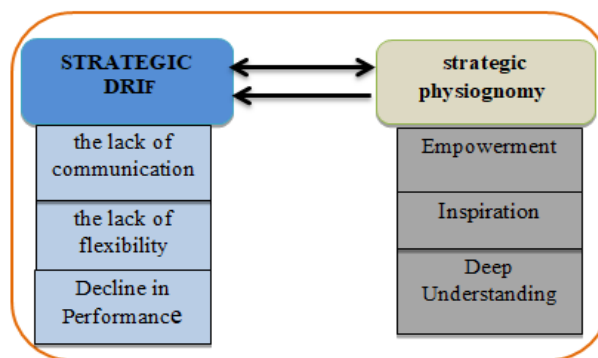 STRATEGIC
DRIF
the lack of
communication
the lack of
flexibility
Decline in
Performance
strategic
physiognomy
Empowerment
Inspiration
Deep
Understanding